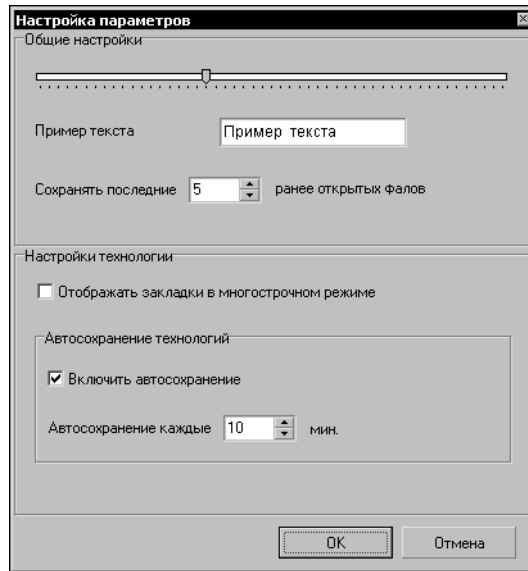 Настройка параметров
Общие настройки
Пример текста Пример текста
Сохранять последние 5 ранее открытых фалов
Настройки технологии
Отображать закладки в многострочном режиме
Автосохранение технологий
Включить автосохранение
Автосохранение каждые 10 мин.
OK Отмена